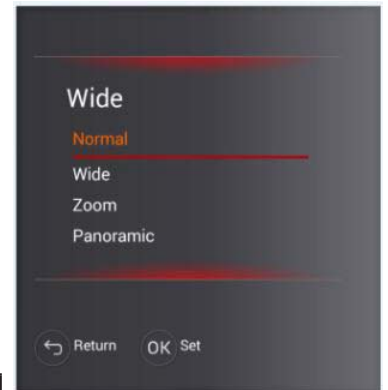 Wide
Normal
Wide
Zoom
Panoramic
Return OK Set